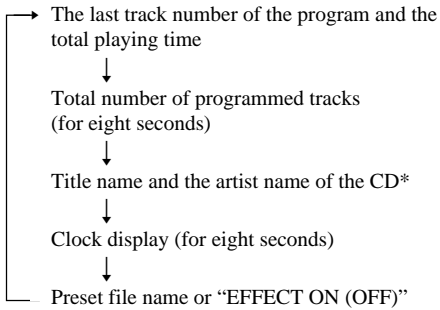 The last track number of the program and the
total playing time
Total number of programmed tracks
(for eight seconds)
Title name and the artist name of the CD*
Clock display (for eight seconds)
Preset file name or “EFFECT ON (OFF)”